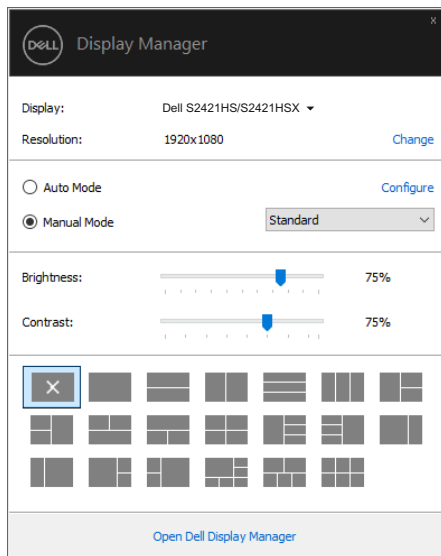 x
DELL Display Manager
Display: Dell S2421HS/S2421HSX
Resolution: 1920x1080 Change
Auto Mode Configure
Manual Mode Standard
Brightness: 75%
Contrast: 75%
Open Dell Display Manager